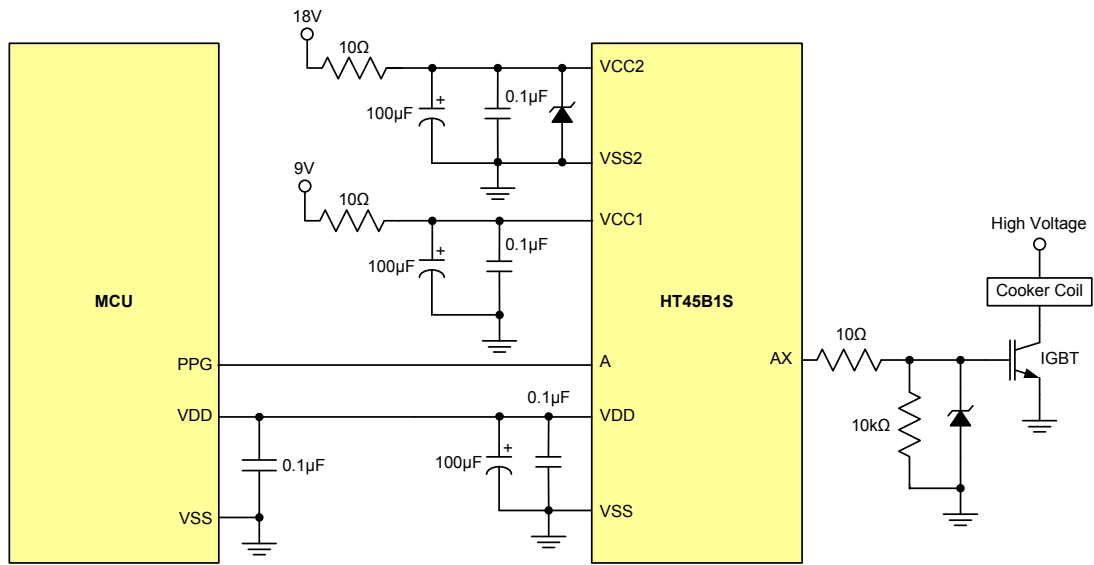 18V
10Ω
VCC2
100µF
+
0.1µF
VSS2
9V
10Ω
VCC1
100µF
+
0.1µF
High Voltage
Cooker Coil
MCU
HT45B1S
IGBT
PPG
A
AX
10Ω
10kΩ
VDD
0.1µF
VDD
0.1µF
100µF
+
VSS
VSS